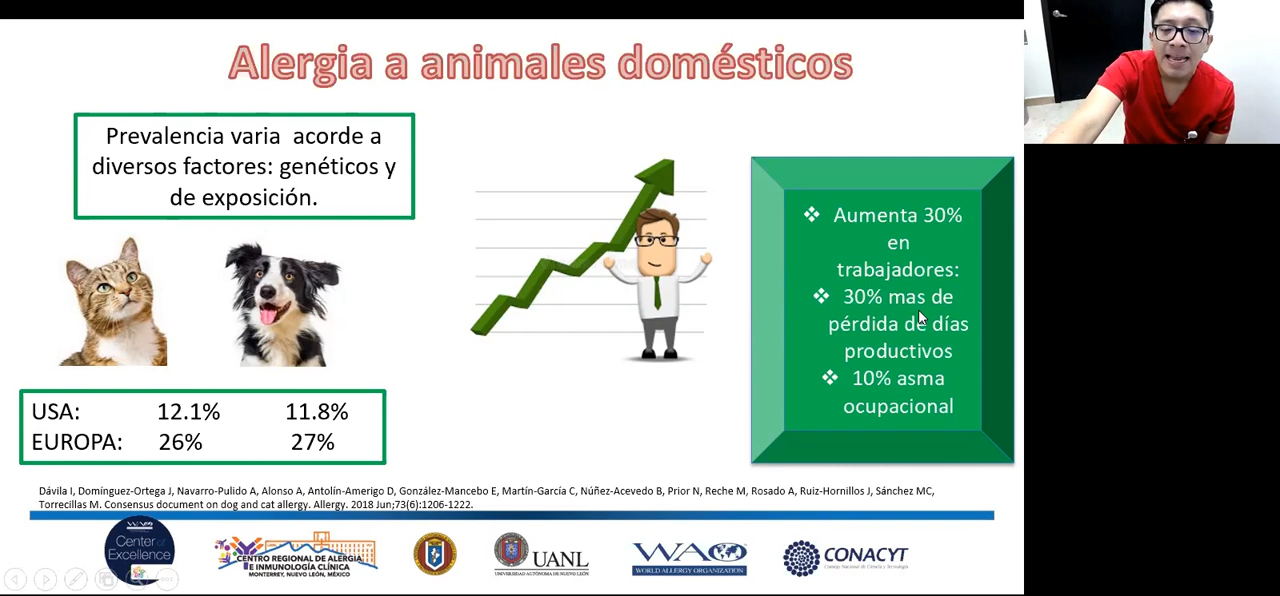 Alergia a animales domésticos
Prevalencia varia acorde a
diversos factores: genéticos y
de exposición.
❖ Aumenta 30%
en
trabajadores:
❖ 30% mas de
pérdida de días
productivos
❖ 10% asma
ocupacional
USA: 12.1% 11.8%
EUROPA: 26% 27%
Dávila I, Domínguez-Ortega J, Navarro-Pulido A, Alonso A, Antolín-Amerigo D, González-Mancebo E, Martín-García C, Núñez-Acevedo B, Prior N, Reche M, Rosado A, Ruiz-Hornillos J, Sánchez MC,
Torrecillas M. Consensus document on dog and cat allergy. Allergy. 2018 Jun;73(6):1206-1222.
Center of
Excellence
CENTRO REGIONAL DE ALERGIA
E INMUNOLOGÍA CLÍNICA
MONTERREY, NUEVO LEÓN, MÉXICO
UANL
UNIVERSIDAD AUTÓNOMA DE NUEVO LEÓN
WAO
WORLD ALLERGY ORGANIZATION
CONACYT
Consejo Nacional de Ciencia y Tecnología